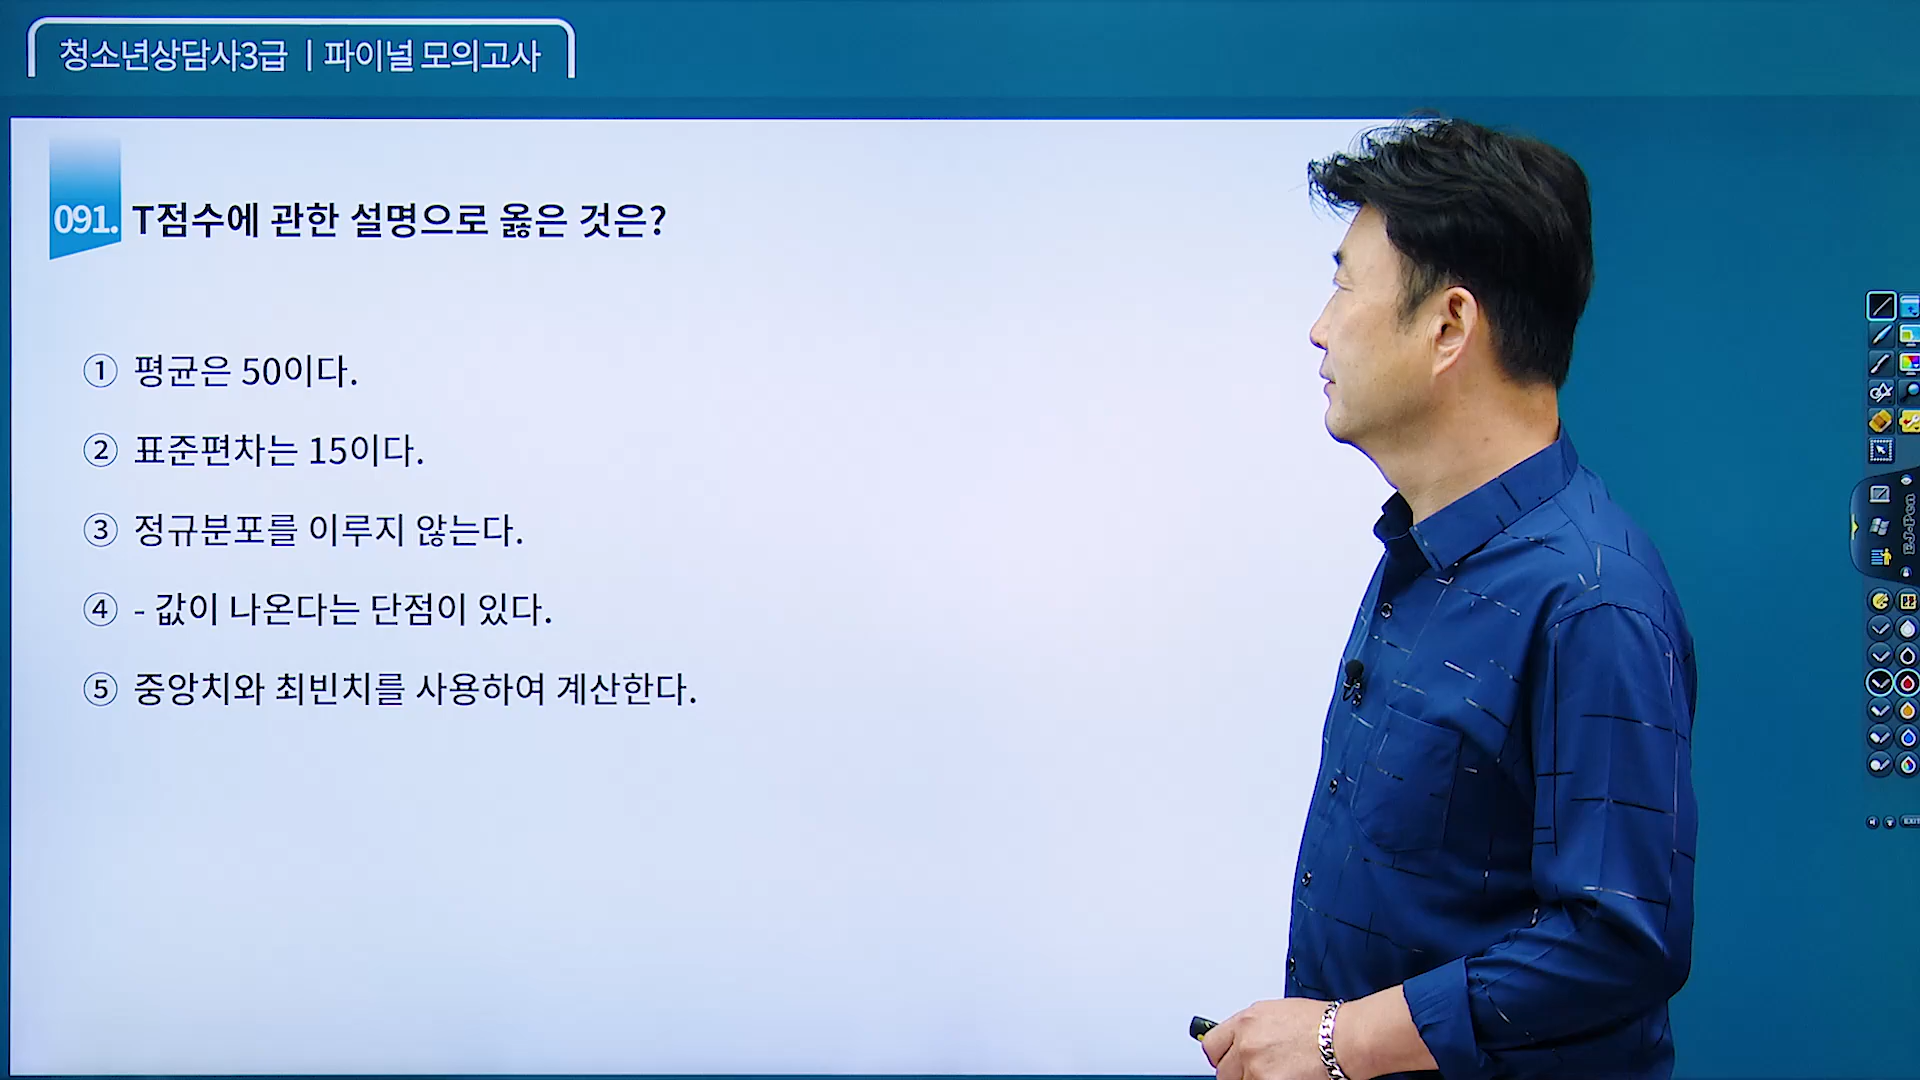 청소년상담사3급 | 파이널 모의고사
091. T점수에 관한 설명으로 옳은 것은?
① 평균은 50이다.
② 표준편차는 15이다.
③ 정규분포를 이루지 않는다.
④ - 값이 나온다는 단점이 있다.
⑤ 중앙치와 최빈치를 사용하여 계산한다.